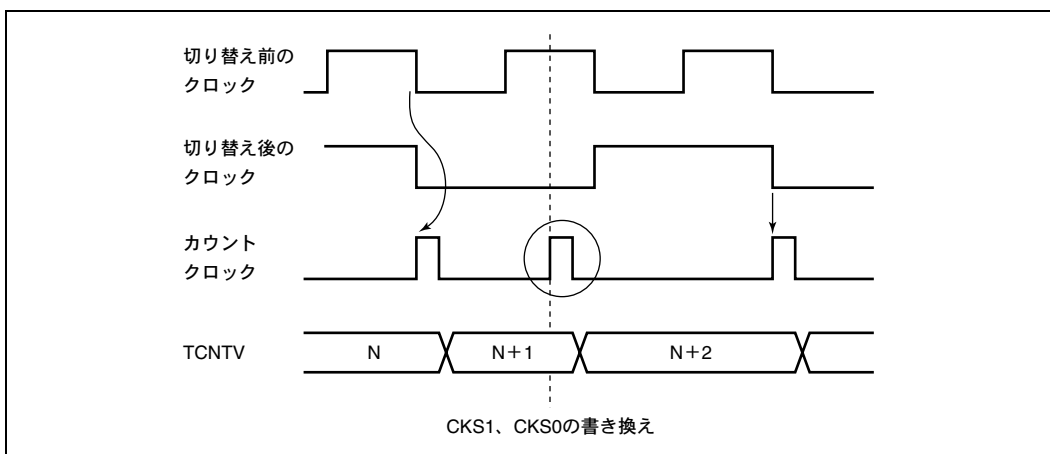 切り替え前の
クロック
切り替え後の
クロック
カウント
クロック
TCNTV
N
N+1
N+2
CKS1、CKS0の書き換え